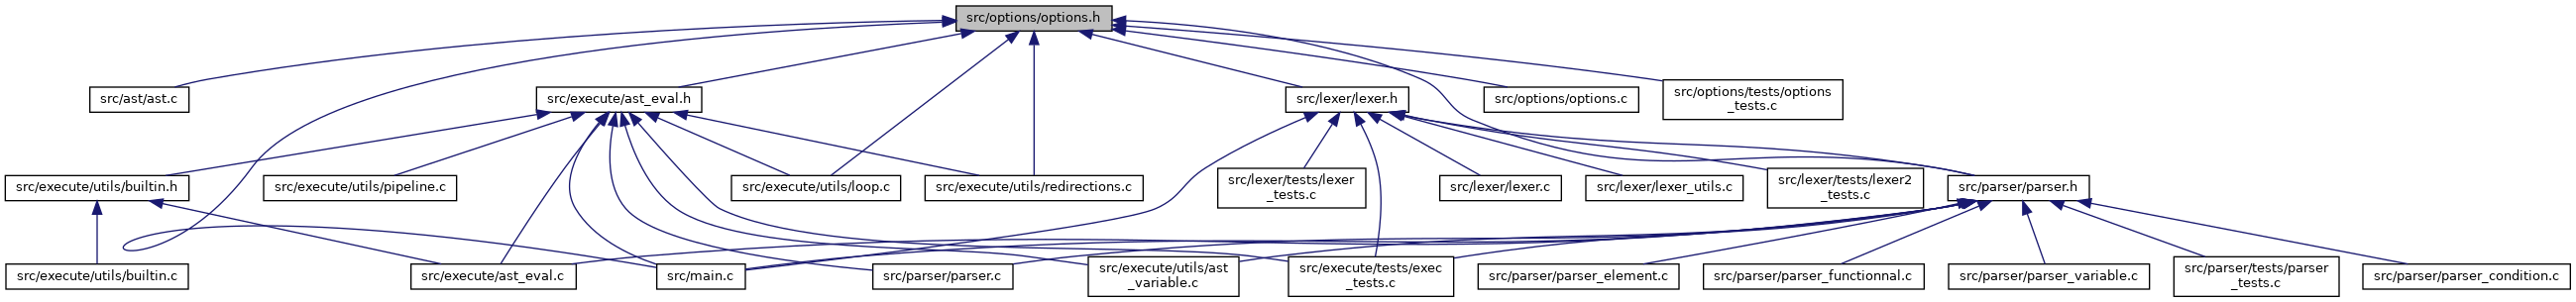 src/options/options.h
src/ast/ast.c
src/execute/ast_eval.h
src/lexer/lexer.h
src/options/options.c
src/options/tests/options
_tests.c
src/execute/utils/builtin.h
src/execute/utils/pipeline.c
src/execute/utils/loop.c
src/execute/utils/redirections.c
src/lexer/tests/lexer
_tests.c
src/lexer/lexer.c
src/lexer/lexer_utils.c
src/lexer/tests/lexer2
_tests.c
src/parser/parser.h
src/execute/utils/builtin.c
src/execute/ast_eval.c
src/main.c
src/parser/parser.c
src/execute/utils/ast
_variable.c
src/execute/tests/exec
_tests.c
src/parser/parser_element.c
src/parser/parser_functionnal.c
src/parser/parser_variable.c
src/parser/tests/parser
_tests.c
src/parser/parser_condition.c